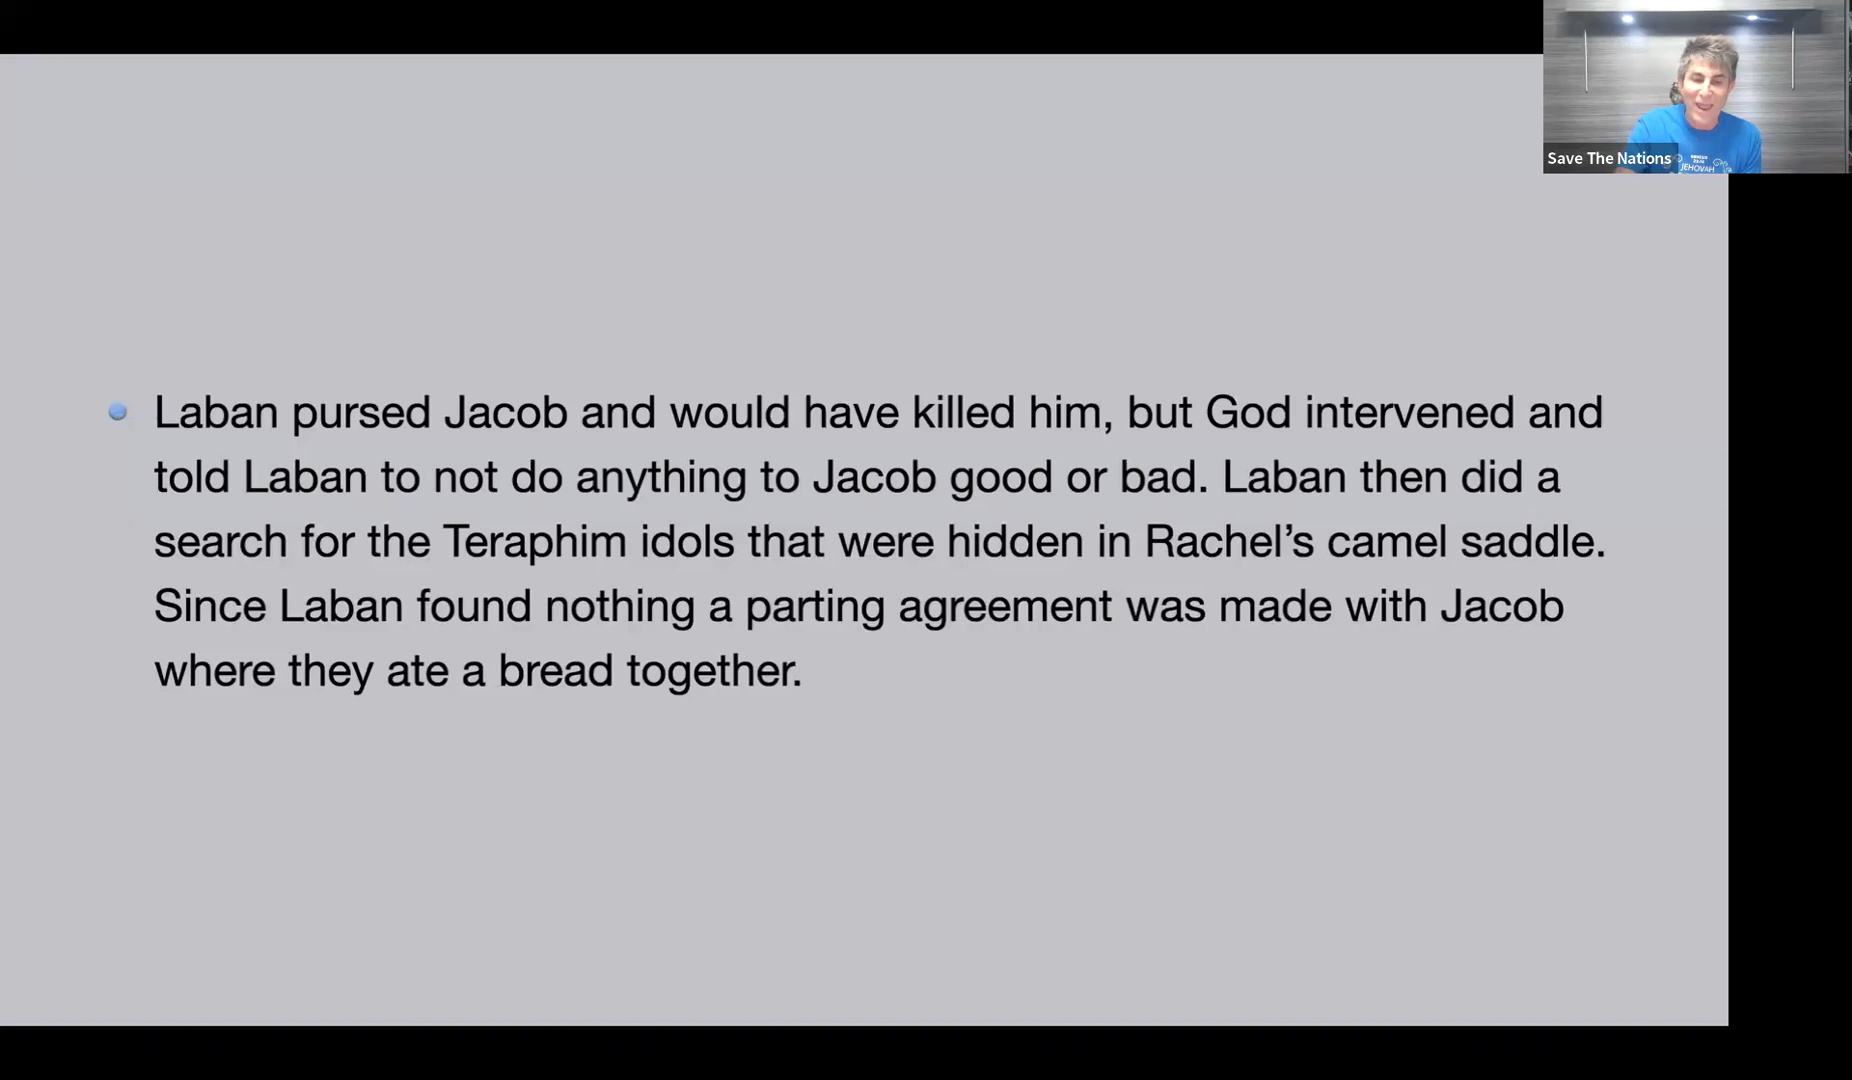 Save The Nations
JEHOVAH
Laban pursed Jacob and would have killed him, but God intervened and
told Laban to not do anything to Jacob good or bad. Laban then did a
search for the Teraphim idols that were hidden in Rachel’s camel saddle.
Since Laban found nothing a parting agreement was made with Jacob
where they ate a bread together.